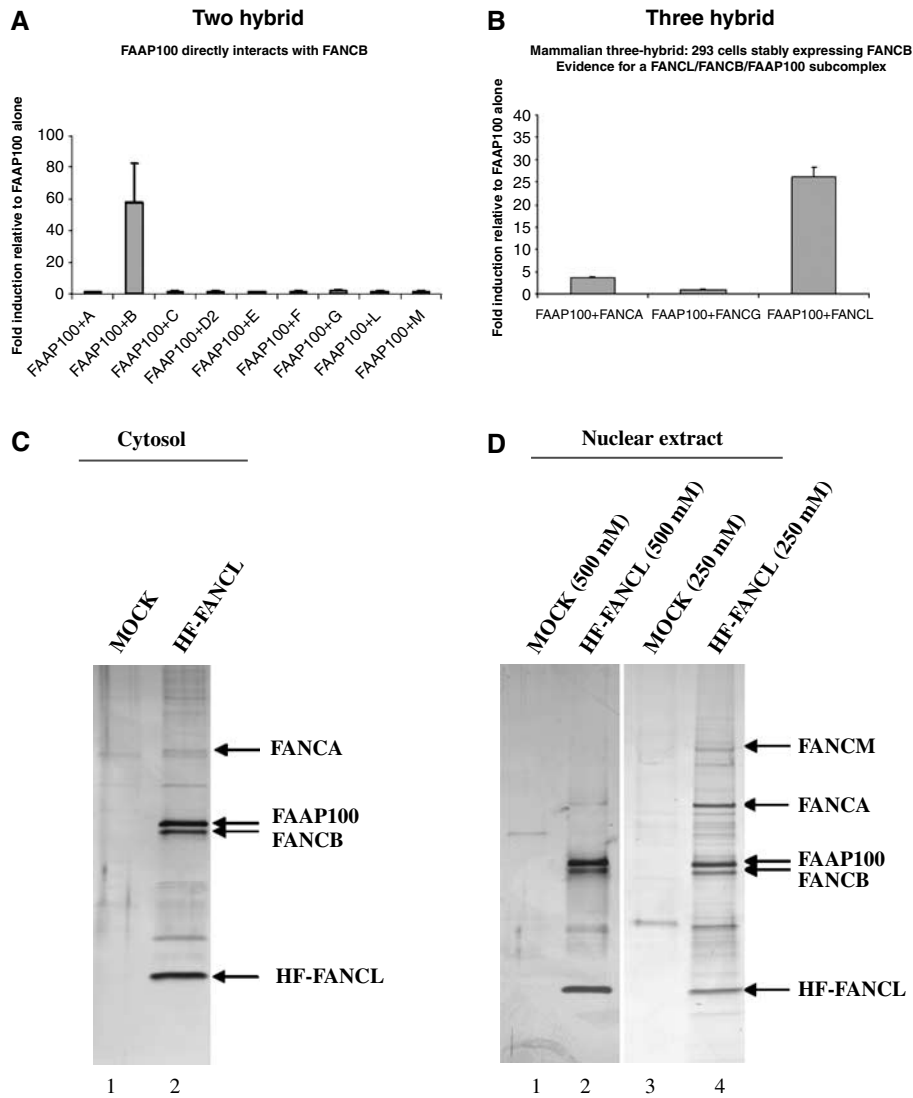 A
Two hybrid
FAAP100 directly interacts with FANCB
Fold induction relative to FAAP100 alone
100
80
60
40
20
0
FAAP100+A
FAAP100+B
FAAP100+C
FAAP100+D2
FAAP100+E
FAAP100+F
FAAP100+G
FAAP100+L
FAAP100+M
B
Three hybrid
Mammalian three-hybrid: 293 cells stably expressing FANCB
Evidence for a FANCL/FANCB/FAAP100 subcomplex
Fold induction relative to FAAP100 alone
40
35
30
25
20
15
10
5
0
FAAP100+FANCA
FAAP100+FANCG
FAAP100+FANCL
C
Cytosol
MOCK
HF-FANCL
FANCA
FAAP100
FANCB
HF-FANCL
1
2
D
Nuclear extract
MOCK (500 mM)
HF-FANCL (500 mM)
MOCK (250 mM)
HF-FANCL (250 mM)
FANCM
FANCA
FAAP100
FANCB
HF-FANCL
1
2
3
4